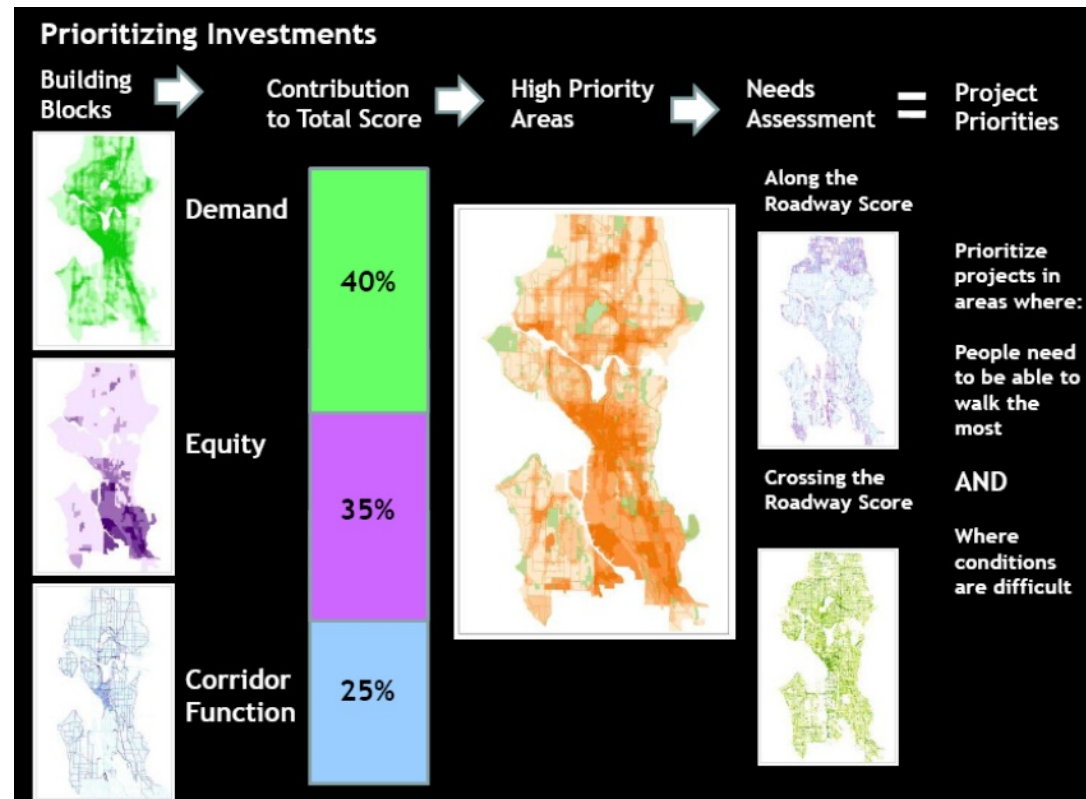 Prioritizing Investments
Building
Blocks
Contribution
to Total Score
High Priority
Areas
Needs
Assessment
=
Project
Priorities
Demand
40%
Equity
35%
Corridor
Function
25%
Along the
Roadway Score
Crossing the
Roadway Score
Prioritize
projects in
areas where:
People need
to be able to
walk the
most
AND
Where
conditions
are difficult